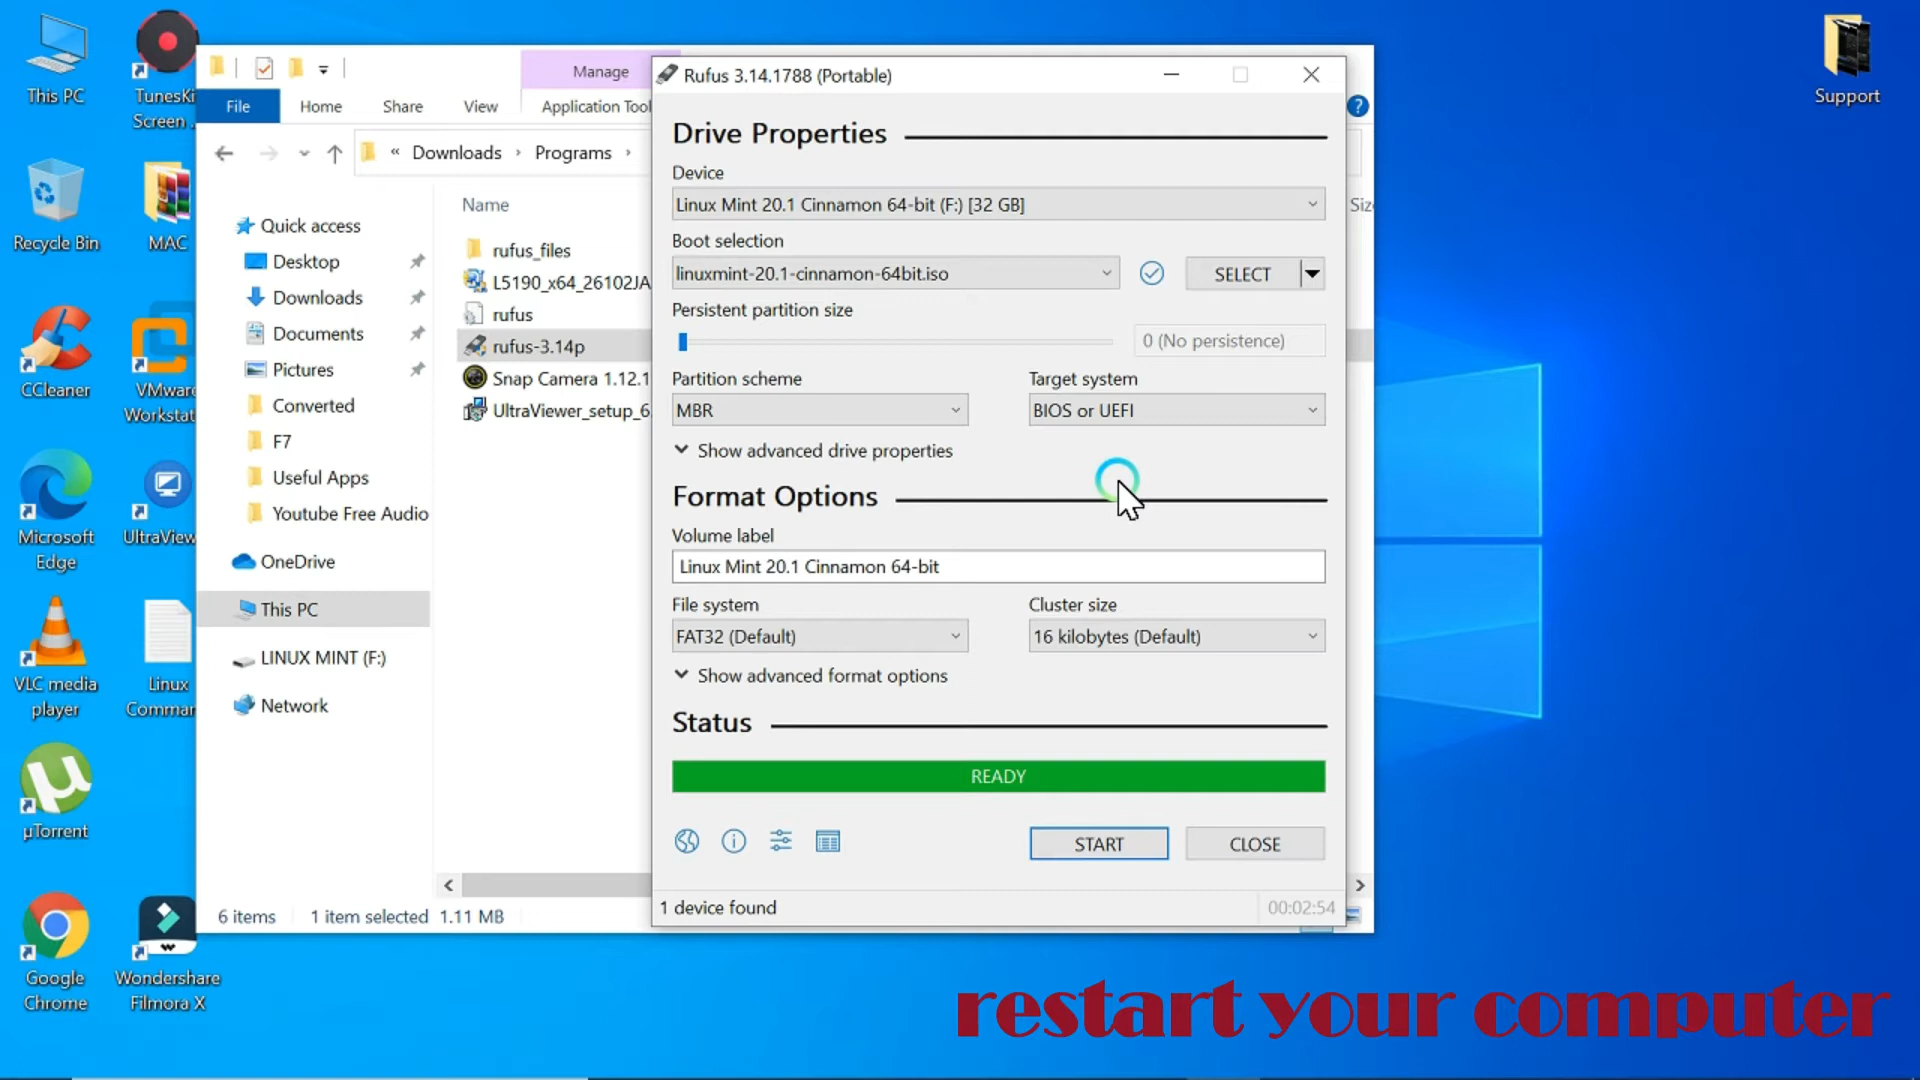 This PC
TunesKi
Screen .
Recycle Bin
MAC
CCleaner
VMware
Workstat
Microsoft
Edge
UltraView
VLC media
player
Linux
Commar
µTorrent
Google
Chrome
Wondershare
Filmora X
Support
Manage
File
Home
Share
View
Application Tool
« Downloads › Programs ›
Name
Siz
Quick access
Desktop
Downloads
Documents
Pictures
Converted
F7
Useful Apps
Youtube Free Audio
OneDrive
This PC
LINUX MINT (F:)
Network
rufus_files
L5190_x64_26102JA
rufus
rufus-3.14p
Snap Camera 1.12.1
UltraViewer_setup_6
6 items
1 item selected 1.11 MB
Rufus 3.14.1788 (Portable)
Drive Properties
Device
Linux Mint 20.1 Cinnamon 64-bit (F:) [32 GB]
Boot selection
linuxmint-20.1-cinnamon-64bit.iso
SELECT
Persistent partition size
0 (No persistence)
Partition scheme
Target system
MBR
BIOS or UEFI
Show advanced drive properties
Format Options
Volume label
Linux Mint 20.1 Cinnamon 64-bit
File system
Cluster size
FAT32 (Default)
16 kilobytes (Default)
Show advanced format options
Status
READY
START
CLOSE
1 device found
00:02:54
restart your computer